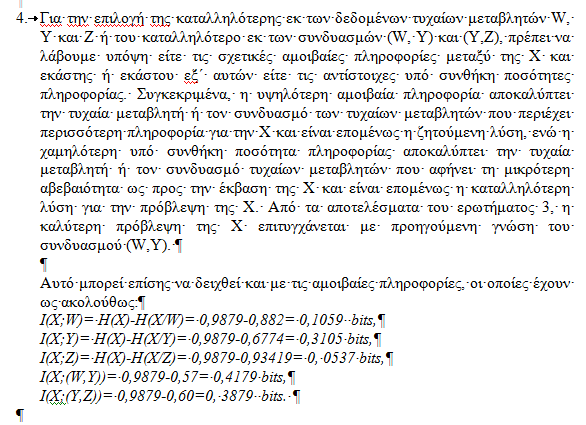 4. Για την επιλογή της καταλληλότερης εκ των δεδομένων τυχαίων μεταβλητών W,
Y και Z ή του καταλληλότερο εκ των συνδυασμών (W, Y) και (Y,Z), πρέπει να
λάβουμε υπόψη είτε τις σχετικές αμοιβαίες πληροφορίες μεταξύ της X και
εκάστης ή εκάστου εξ΄ αυτών είτε τις αντίστοιχες υπό συνθήκη ποσότητες
πληροφορίας. Συγκεκριμένα, η υψηλότερη αμοιβαία πληροφορία αποκαλύπτει
την τυχαία μεταβλητή ή τον συνδυασμό των τυχαίων μεταβλητών που περιέχει
περισσότερη πληροφορία για την X και είναι επομένως η ζητούμενη λύση, ενώ η
χαμηλότερη υπό συνθήκη ποσότητα πληροφορίας αποκαλύπτει την τυχαία
μεταβλητή ή τον συνδυασμό τυχαίων μεταβλητών που αφήνει τη μικρότερη
αβεβαιότητα ως προς την έκβαση της X και είναι επομένως η καταλληλότερη
λύση για την πρόβλεψη της X. Από τα αποτελέσματα του ερωτήματος 3, η
καλύτερη πρόβλεψη της X επιτυγχάνεται με προηγούμενη γνώση του
συνδυασμού (W,Y).
Αυτό μπορεί επίσης να δειχθεί και με τις αμοιβαίες πληροφορίες, οι οποίες έχουν
ως ακολούθως:
I(X;W)= H(X)-H(X/W)= 0,9879-0,882= 0,1059 bits,
I(X;Y)= H(X)-H(X/Y)= 0,9879-0,6774= 0,3105 bits,
I(X;Z)= H(X)-H(X/Z)= 0,9879-0,93419= 0, 0537 bits,
I(X;(W,Y))= 0,9879-0,57= 0,4179 bits,
I(X;(Y,Z))= 0,9879-0,60=0, 3879 bits.